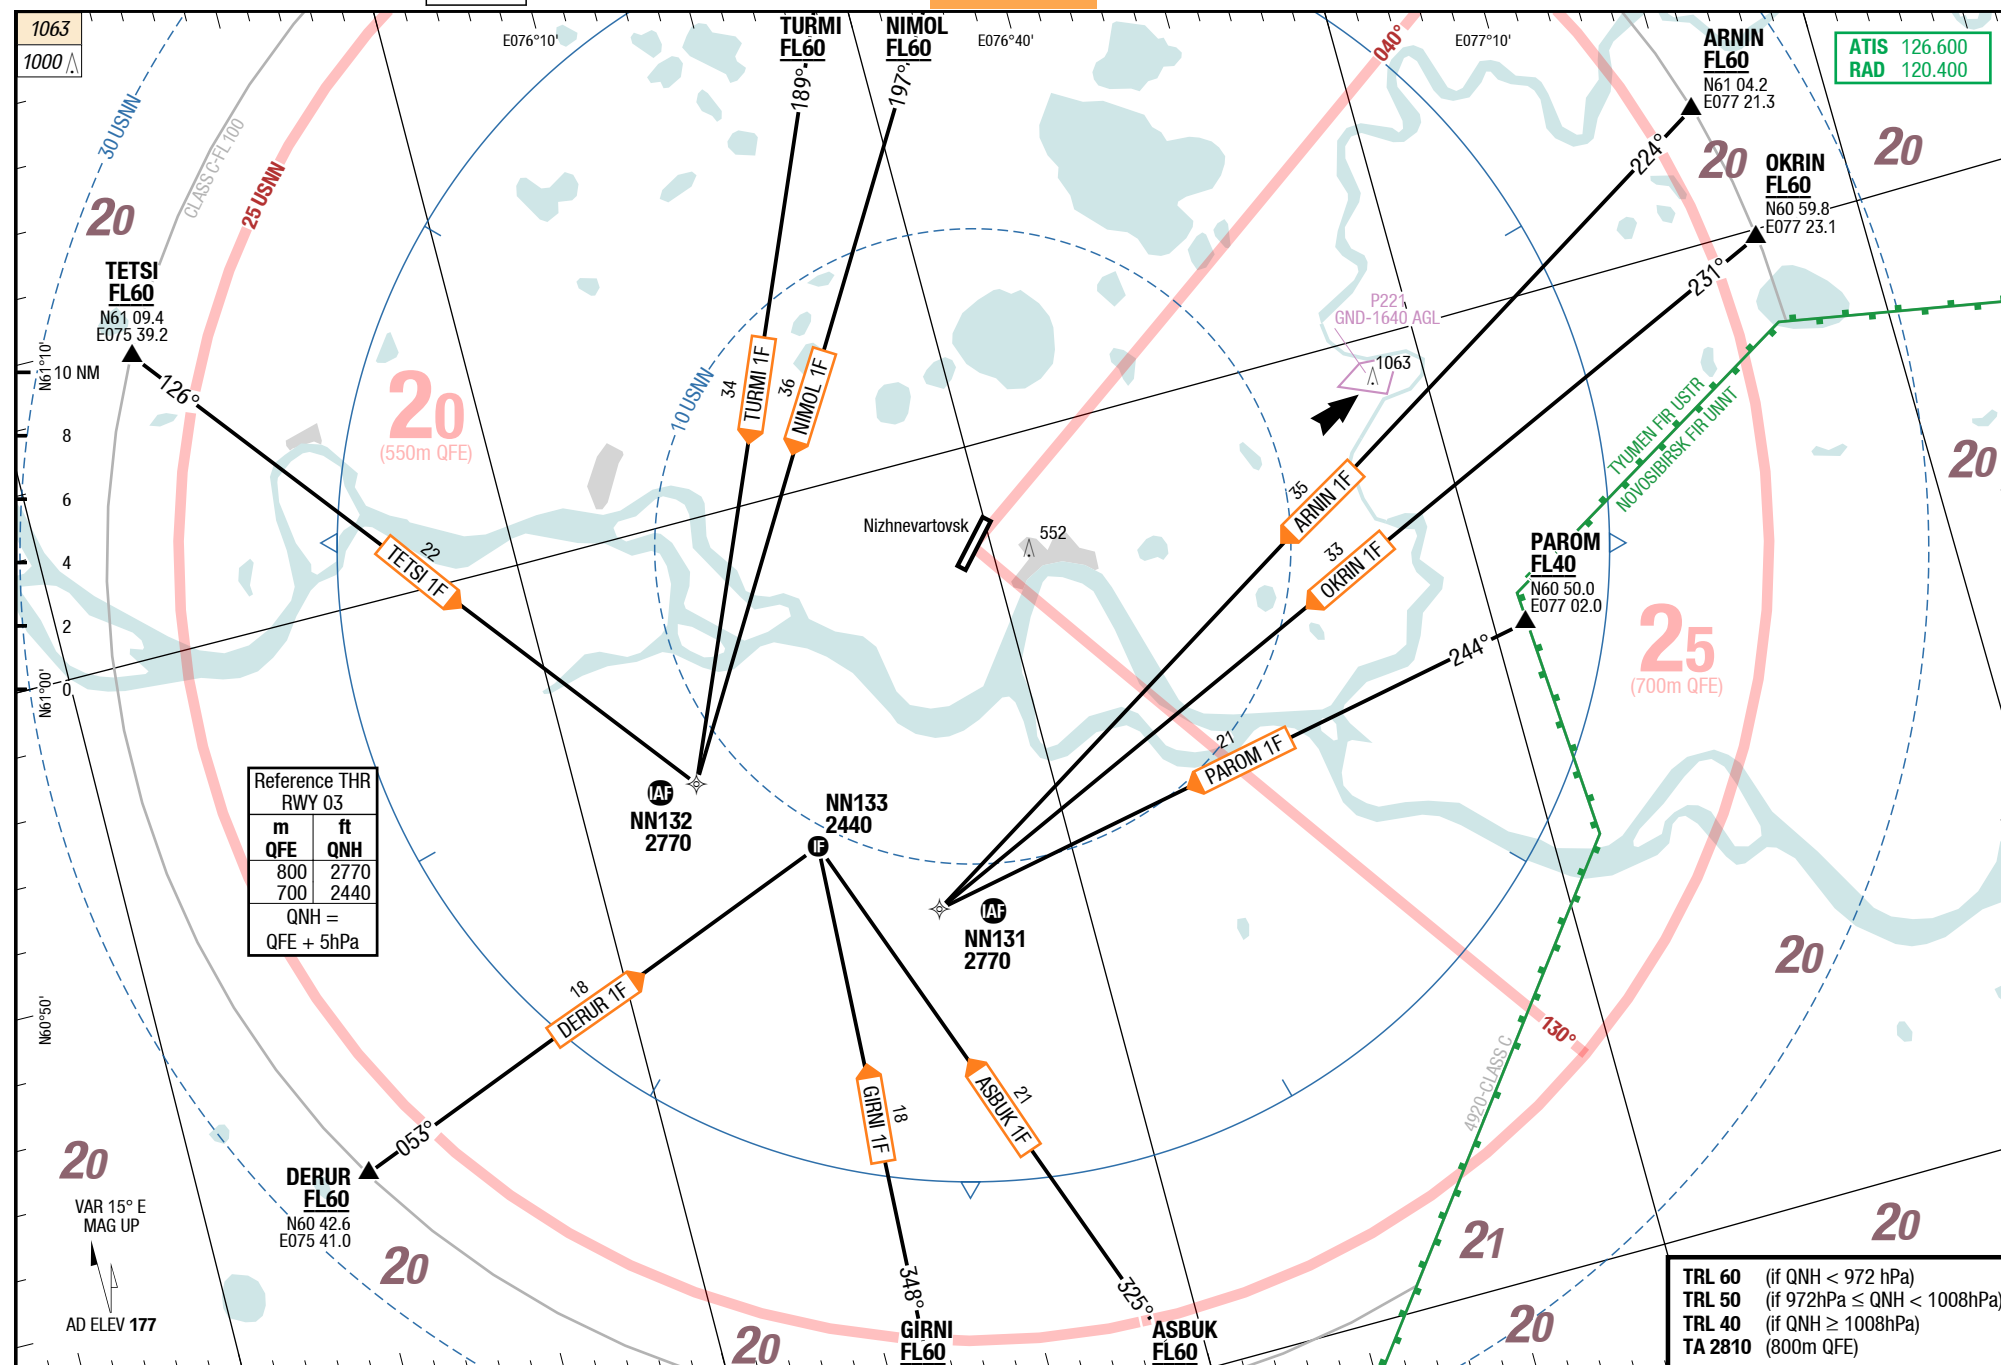 1063
1000
E076°10'
TURMI
FL60
NIMOL
FL60
E076°40'
E077°10'
ARNIN
FL60
N61 04.2
E077 21.3
ATIS 126.600
RAD 120.400
040°
189°
197°
224°
30 USNN
CLASS C-FL100
25 USNN
20
20
20
OKRIN
FL60
N60 59.8
E077 23.1
231°
TETSI
FL60
N61 09.4
E075 39.2
126°
P221
GND-1640 AGL
1063
N61°10'
10 NM
8
6
4
2
0
N61°00'
N60°50'
20
(550m QFE)
10 USNN
34
TURMI 1F
36
NIMOL 1F
TYUMEN FIR USTR
NOVOSIBIRSK FIR UNNT
20
35
ARNIN 1F
33
OKRIN 1F
Nizhnevartovsk
552
22
TETSI 1F
PAROM
FL40
N60 50.0
E077 02.0
244°
25
(700m QFE)
21
PAROM 1F
Reference THR
RWY 03
m ft
QFE QNH
800 2770
700 2440
QNH =
QFE + 5hPa
IAF
NN132
2770
NN133
2440
IF
IAF
NN131
2770
20
18
DERUR 1F
130°
4920-CLASS C
18
GIRNI 1F
21
ASBUK 1F
053°
DERUR
FL60
N60 42.6
E075 41.0
20
VAR 15° E
MAG UP
AD ELEV 177
20
20
348°
GIRNI
FL60
325°
ASBUK
FL60
21
20
20
TRL 60 (if QNH < 972 hPa)
TRL 50 (if 972hPa ≤ QNH < 1008hPa)
TRL 40 (if QNH ≥ 1008hPa)
TA 2810 (800m QFE)